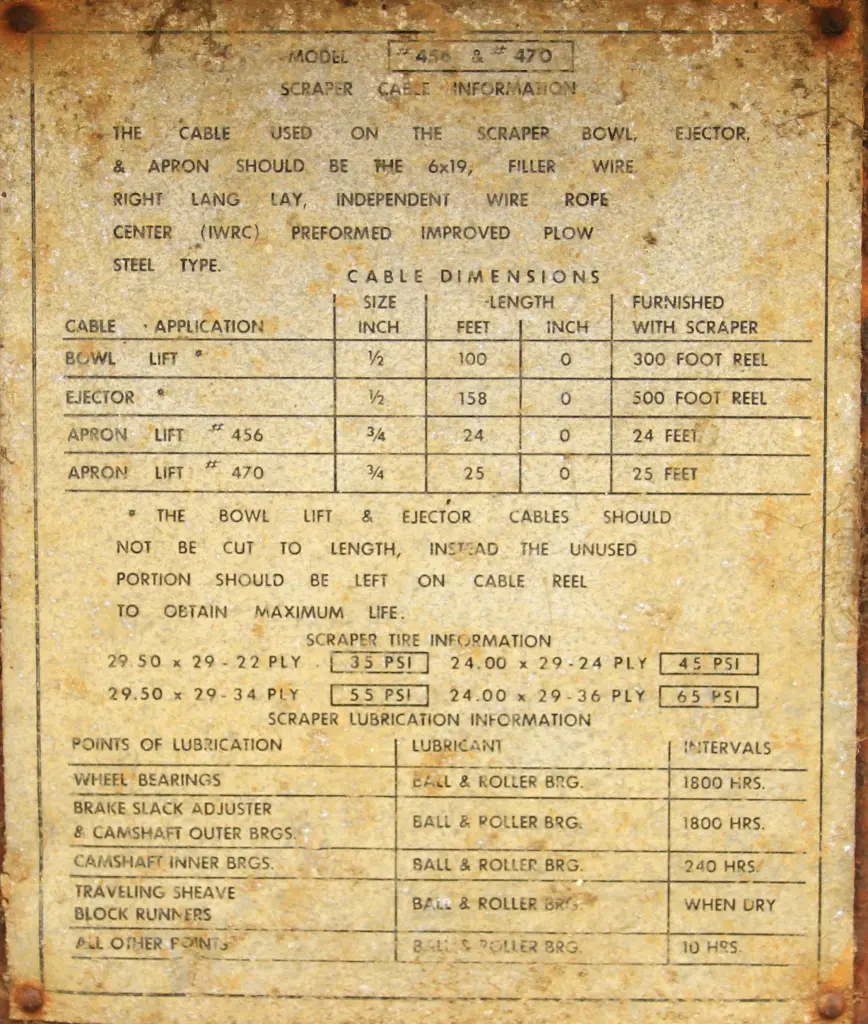 MODEL # 456 & # 470
SCRAPER CABLE INFORMATION
THE CABLE USED ON THE SCRAPER BOWL, EJECTOR,
& APRON SHOULD BE THE 6x19, FILLER WIRE
RIGHT LANG LAY, INDEPENDENT WIRE ROPE
CENTER (IWRC) PREFORMED IMPROVED PLOW
STEEL TYPE.
CABLE DIMENSIONS
SIZE LENGTH FURNISHED
CABLE APPLICATION INCH FEET INCH WITH SCRAPER
BOWL LIFT * ½ 100 0 300 FOOT REEL
EJECTOR * ½ 158 0 500 FOOT REEL
APRON LIFT # 456 ¾ 24 0 24 FEET
APRON LIFT # 470 ¾ 25 0 25 FEET
* THE BOWL LIFT & EJECTOR CABLES SHOULD
NOT BE CUT TO LENGTH, INSTEAD THE UNUSED
PORTION SHOULD BE LEFT ON CABLE REEL
TO OBTAIN MAXIMUM LIFE.
SCRAPER TIRE INFORMATION
29.50 x 29-22 PLY 35 PSI 24.00 x 29-24 PLY 45 PSI
29.50 x 29-34 PLY 55 PSI 24.00 x 29-36 PLY 65 PSI
SCRAPER LUBRICATION INFORMATION
POINTS OF LUBRICATION LUBRICANT INTERVALS
WHEEL BEARINGS BALL & ROLLER BRG. 1800 HRS.
BRAKE SLACK ADJUSTER
& CAMSHAFT OUTER BRGS. BALL & ROLLER BRG. 1800 HRS.
CAMSHAFT INNER BRGS. BALL & ROLLER BRG. 240 HRS.
TRAVELING SHEAVE
BLOCK RUNNERS BALL & ROLLER BRG. WHEN DRY
ALL OTHER POINTS BALL & ROLLER BRG. 10 HRS.